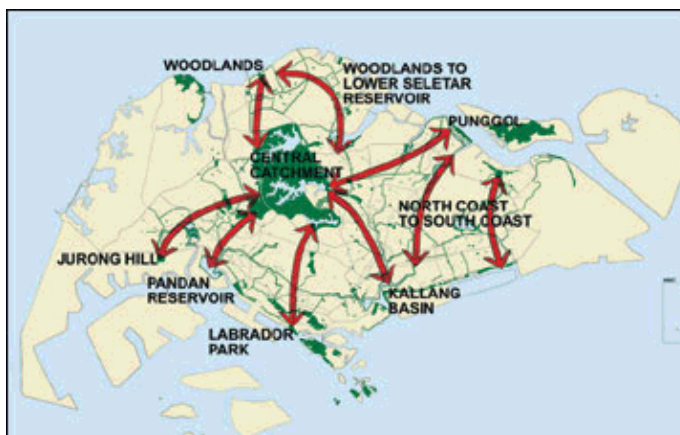 WOODLANDS
WOODLANDS TO
LOWER SELETAR
RESERVOIR
PUNGGOL
CENTRAL
CATCHMENT
NORTH COAST
TO SOUTH COAST
JURONG HILL
PANDAN
RESERVOIR
KALLANG
BASIN
LABRADOR
PARK